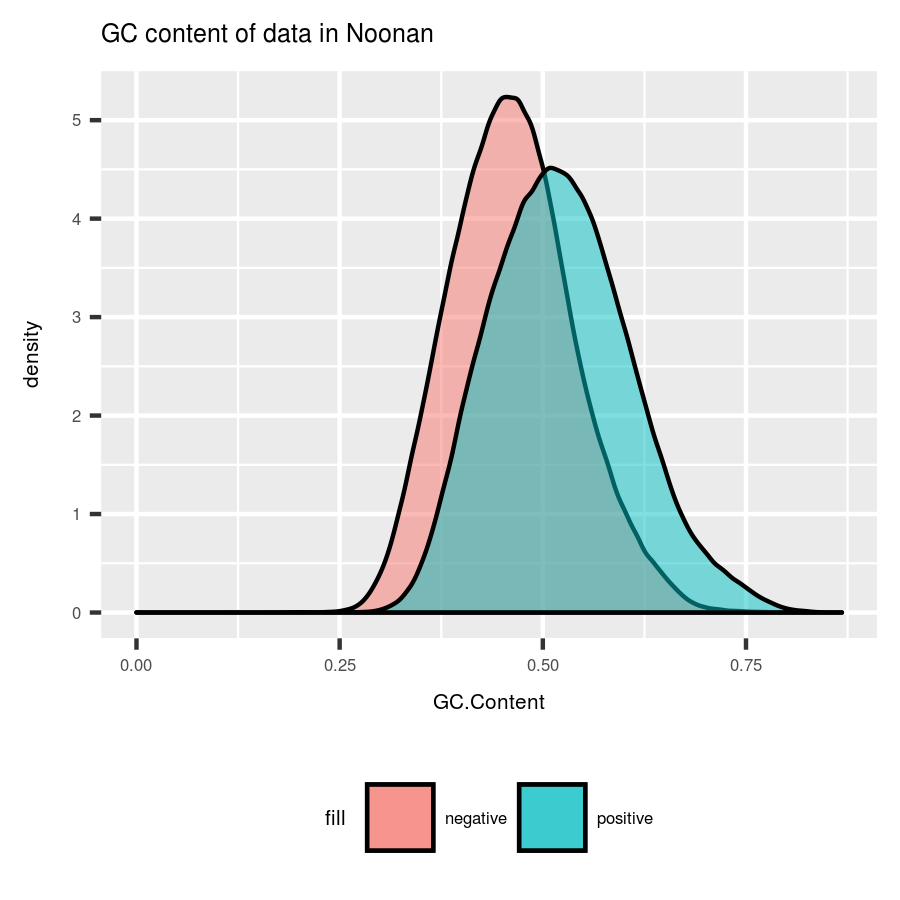 GC content of data in Noonan
density
5
4
3
2
1
0
0.00 0.25 0.50 0.75
GC.Content
fill negative positive